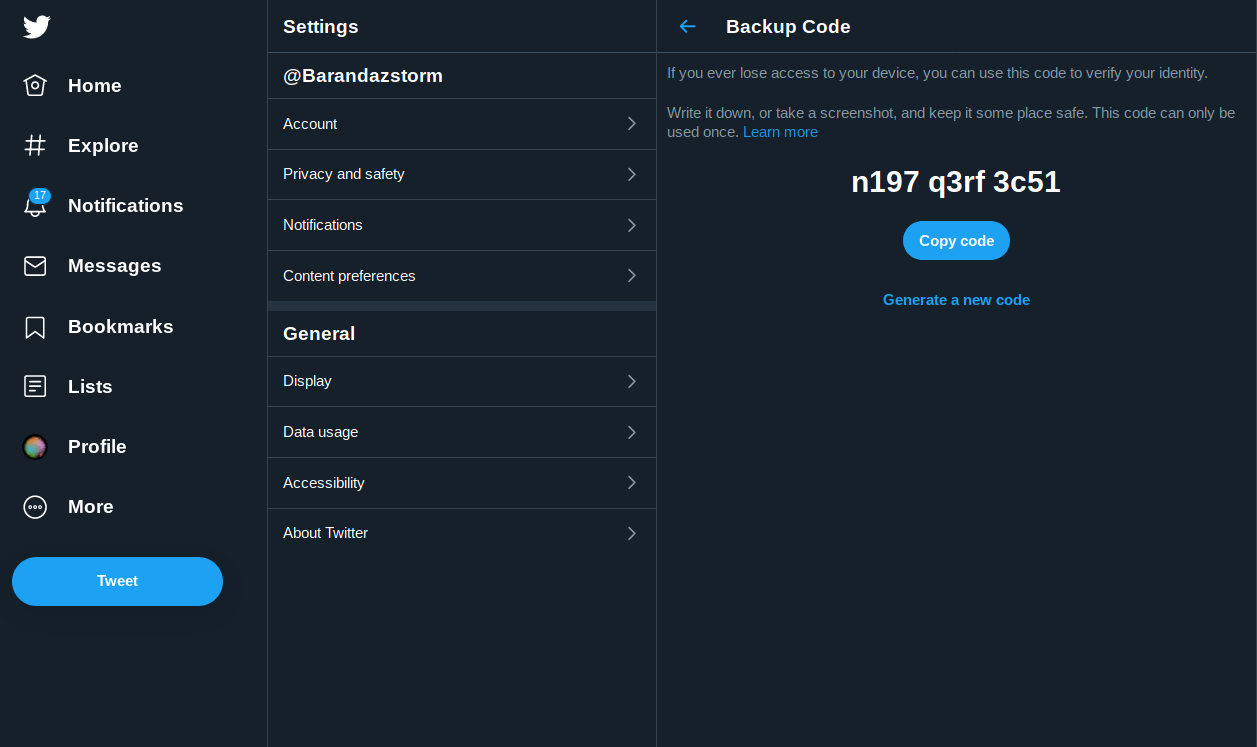 Home
Explore
17
Notifications
Messages
Bookmarks
Lists
Profile
More
Tweet
Settings
@Barandazstorm
Account
Privacy and safety
Notifications
Content preferences
General
Display
Data usage
Accessibility
About Twitter
Backup Code
If you ever lose access to your device, you can use this code to verify your identity.
Write it down, or take a screenshot, and keep it some place safe. This code can only be
used once. Learn more
n197 q3rf 3c51
Copy code
Generate a new code